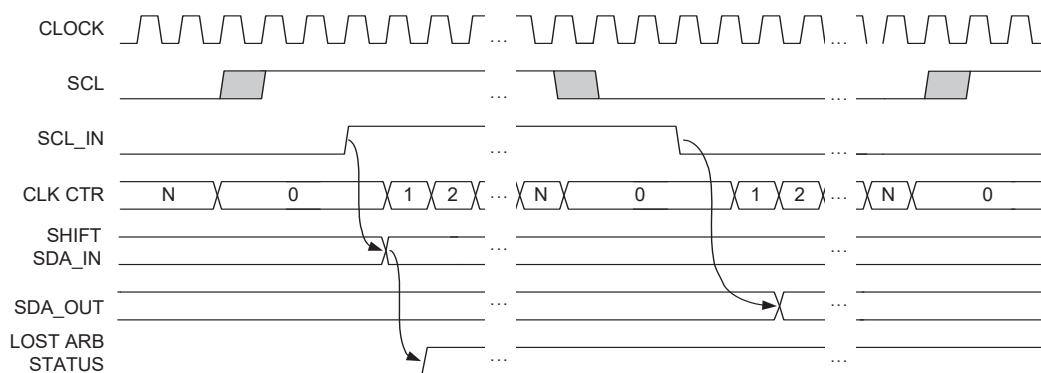 CLOCK ... ...
SCL ... ...
SCL_IN ... ...
CLK CTR N 0 1 2 ... N 0 1 2 ... N 0
SHIFT
SDA_IN ... ...
SDA_OUT ... ...
LOST ARB
STATUS ... ...